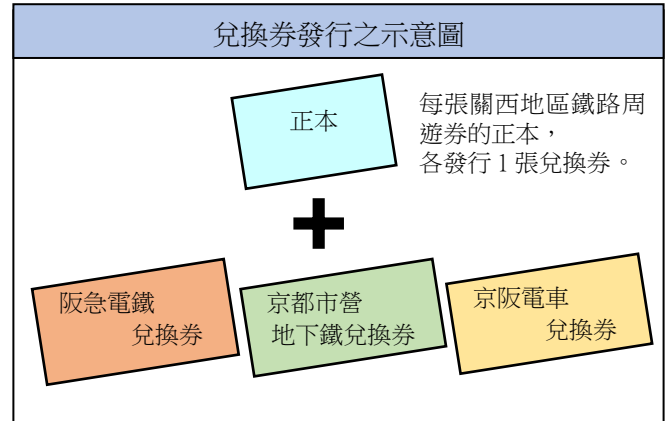 兌換券發行之示意圖
正本
每張關西地區鐵路周
遊券的正本，
各發行 1 張兌換券。
阪急電鐵
兌換券
京都市營
地下鐵兌換券
京阪電車
兌換券